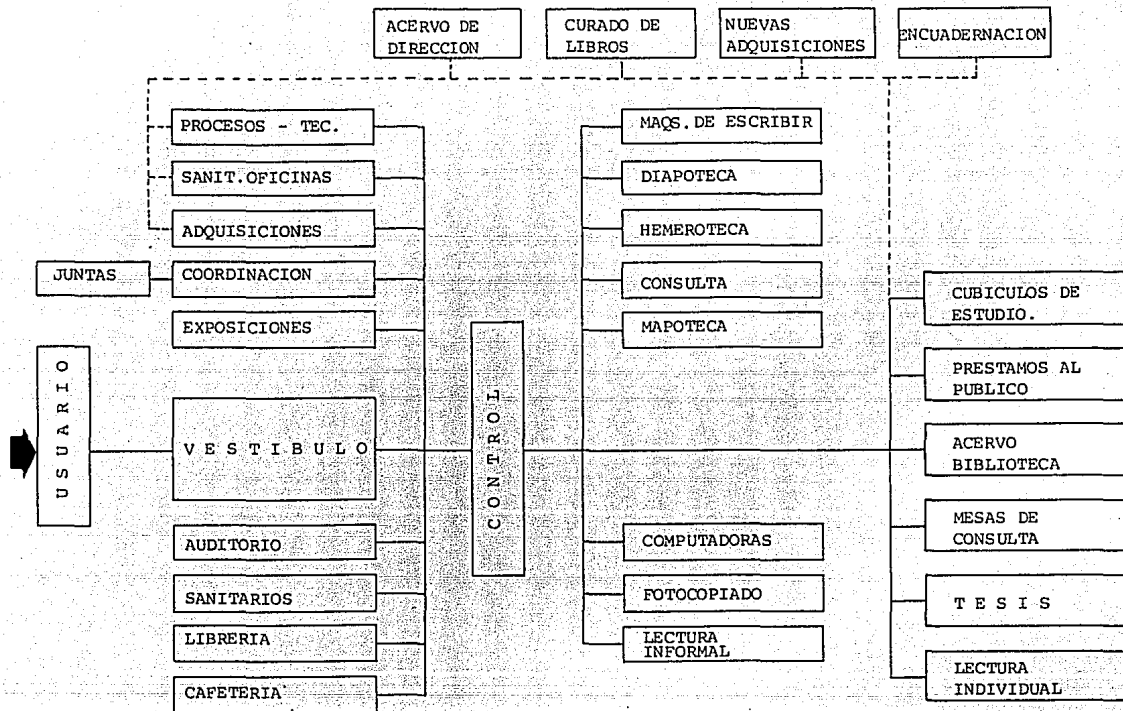 ACERVO DE
DIRECCION
CURADO DE
LIBROS
NUEVAS
ADQUISICIONES
ENCUADERNACION
PROCESOS - TEC.
SANIT.OFICINAS
ADQUISICIONES
JUNTAS
COORDINACION
EXPOSICIONES
USUARIO
VESTIBULO
AUDITORIO
SANITARIOS
LIBRERIA
CAFETERIA
CONTROL
MAQS. DE ESCRIBIR
DIAPOTECA
HEMEROTECA
CONSULTA
MAPOTECA
COMPUTADORAS
FOTOCOPIADO
LECTURA
INFORMAL
CUBICULOS DE
ESTUDIO.
PRESTAMOS AL
PUBLICO
ACERVO
BIBLIOTECA
MESAS DE
CONSULTA
TESIS
LECTURA
INDIVIDUAL